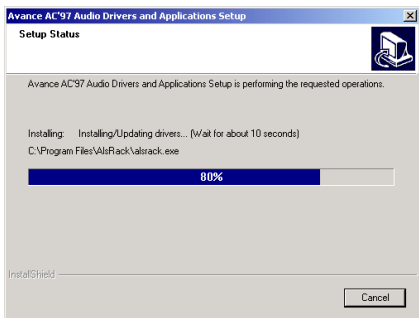 Avance AC'97 Audio Drivers and Applications Setup
Setup Status
Avance AC'97 Audio Drivers and Applications Setup is performing the requested operations.
Installing: Installing/Updating drivers... (Wait for about 10 seconds)
C:\Program Files\AlsRack\alsrack.exe
80%
InstallShield
Cancel